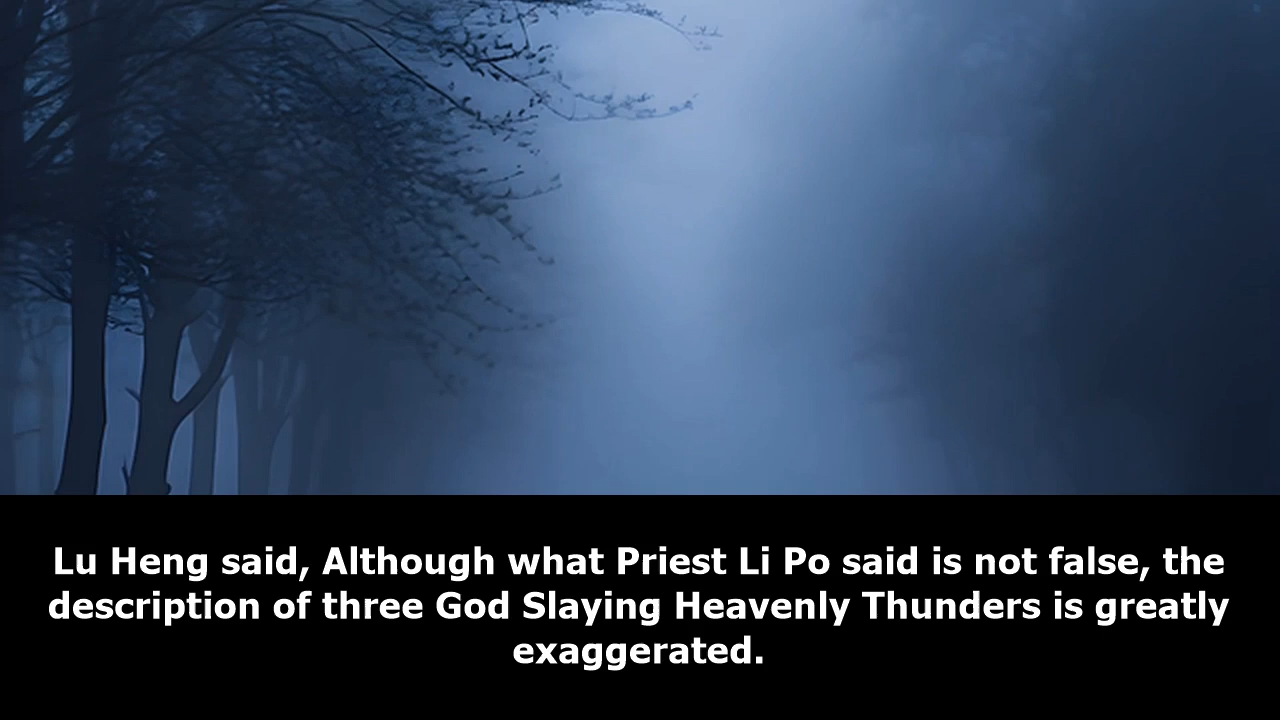 Lu Heng said, Although what Priest Li Po said is not false, the
description of three God Slaying Heavenly Thunders is greatly
exaggerated.